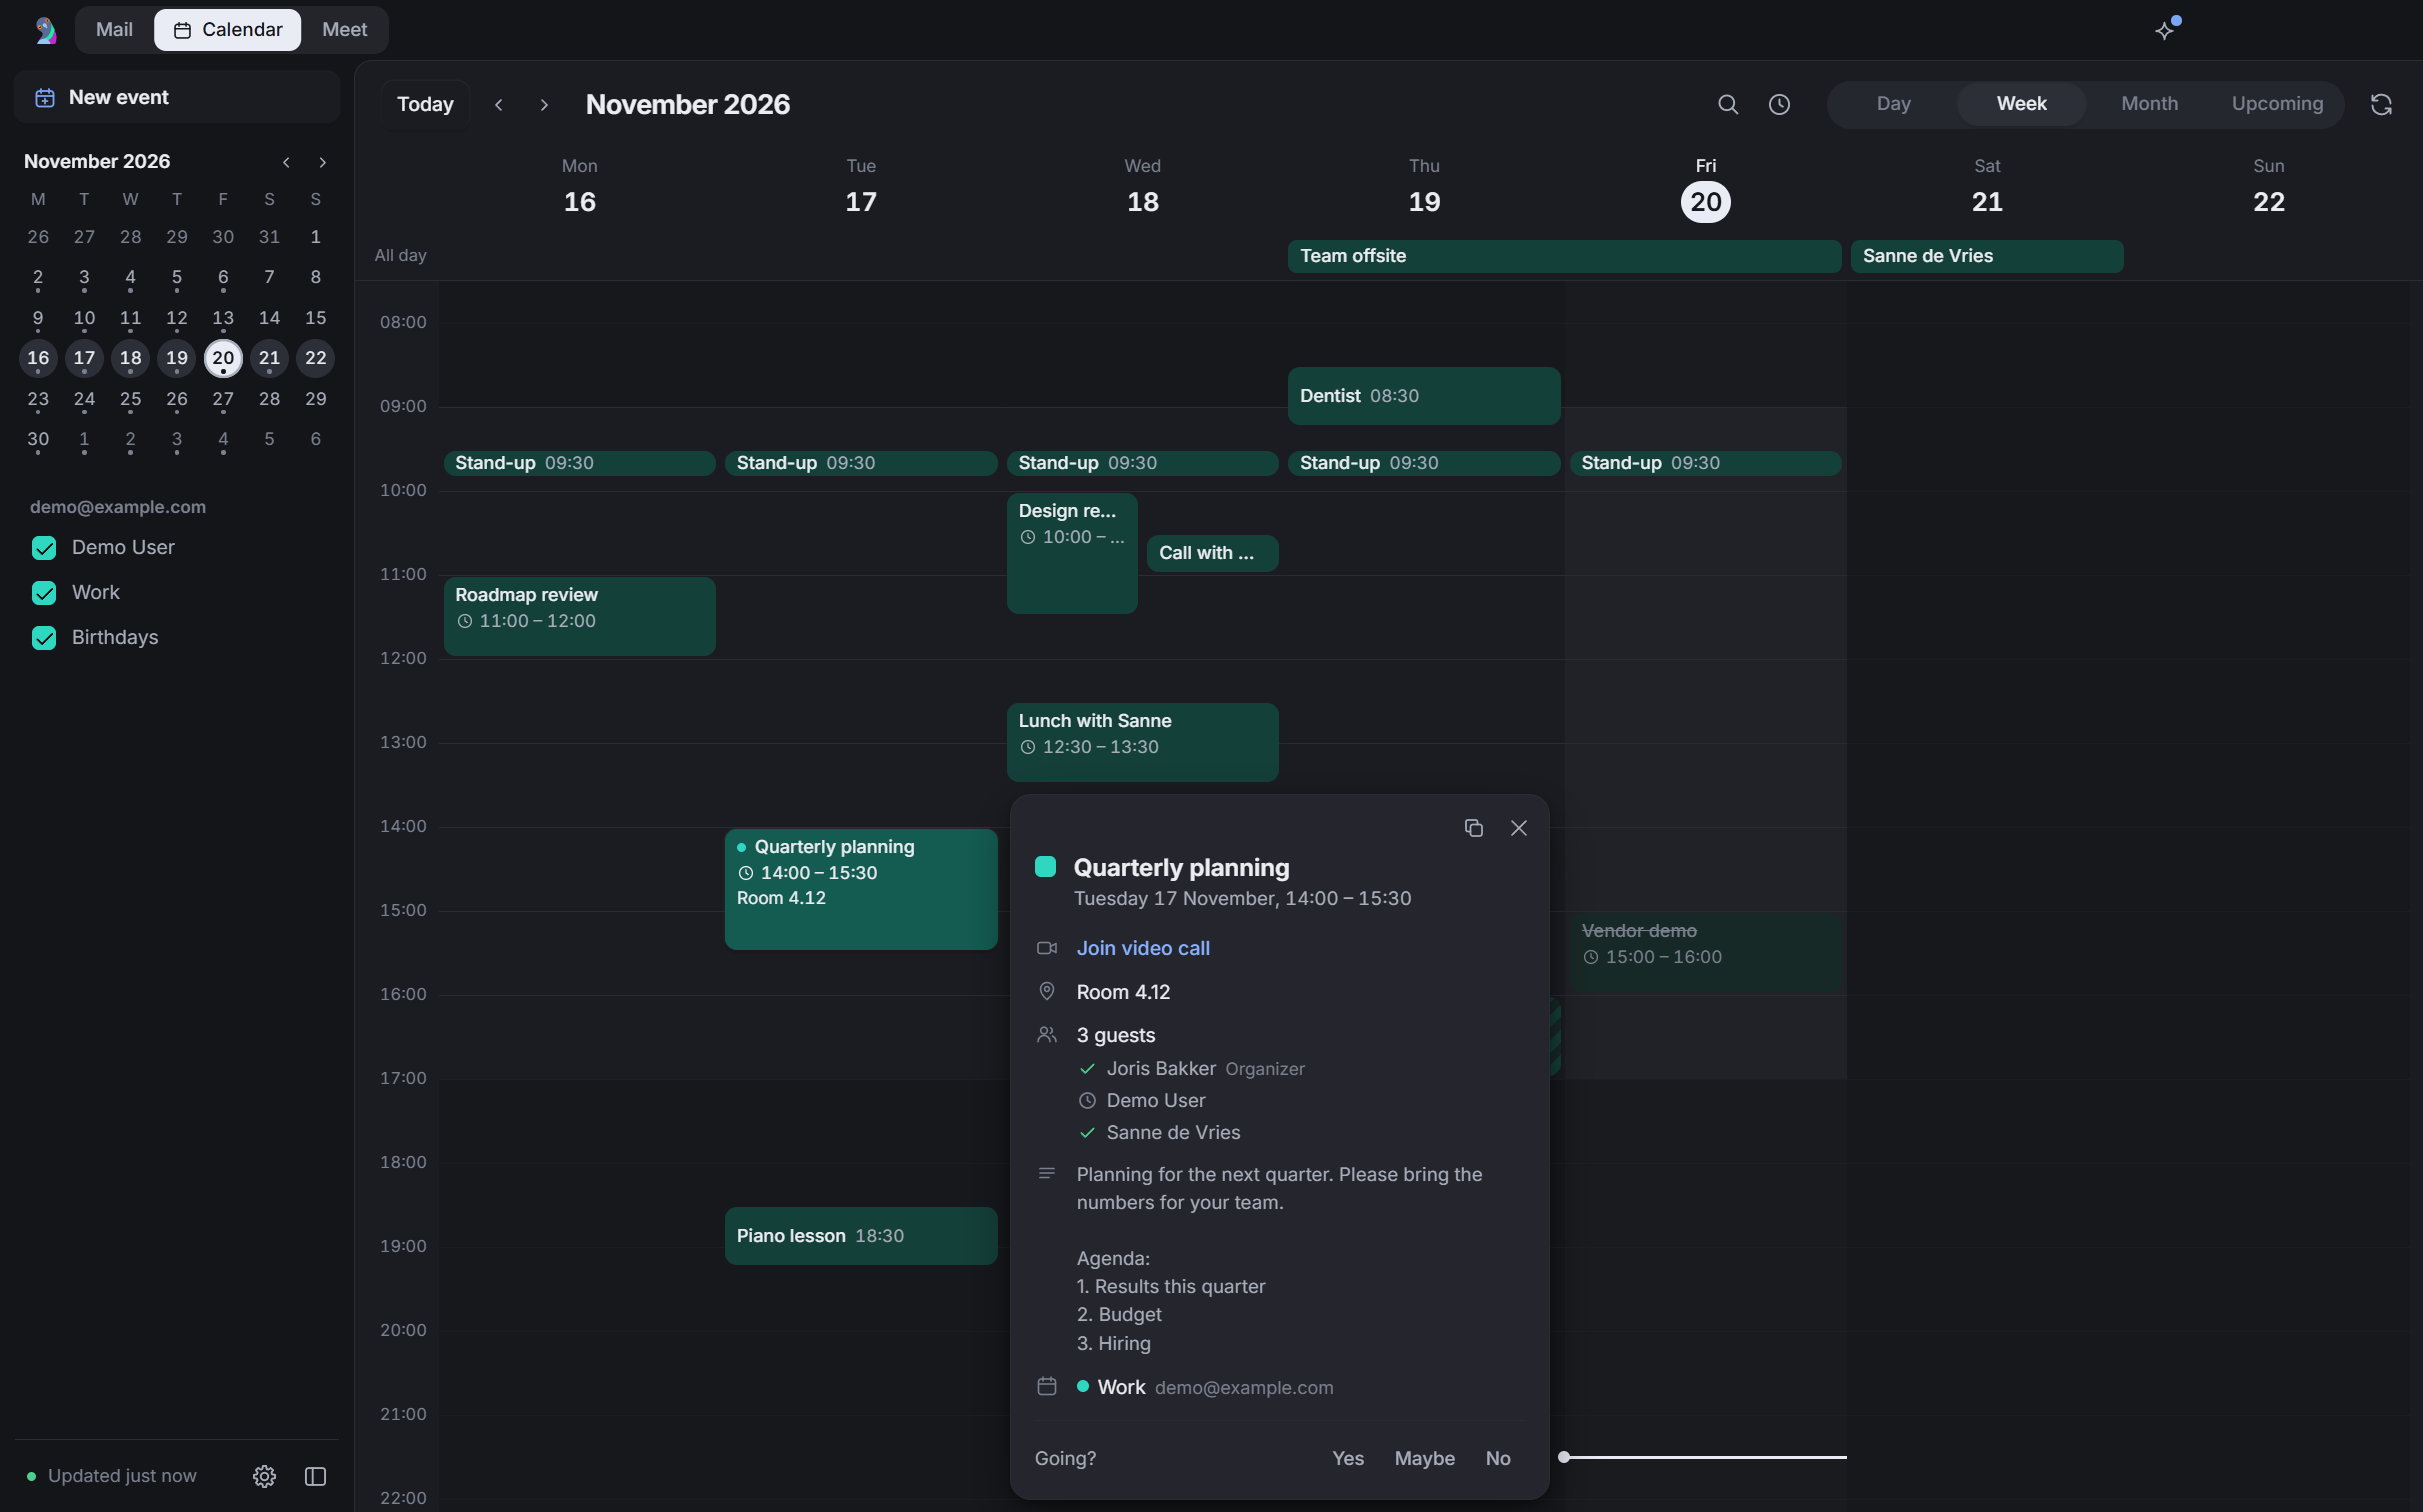 Mail
Calendar
Meet
New event
November 2026
M T W T F S S
26 27 28 29 30 31 1
2 3 4 5 6 7 8
9 10 11 12 13 14 15
16 17 18 19 20 21 22
23 24 25 26 27 28 29
30 1 2 3 4 5 6
demo@example.com
Demo User
Work
Birthdays
Updated just now
Today
November 2026
Day
Week
Month
Upcoming
Mon
16
Tue
17
Wed
18
Thu
19
Fri
20
Sat
21
Sun
22
All day
Team offsite
Sanne de Vries
08:00
09:00
10:00
11:00
12:00
13:00
14:00
15:00
16:00
17:00
18:00
19:00
20:00
21:00
22:00
Stand-up 09:30
Roadmap review
11:00 – 12:00
Stand-up 09:30
Quarterly planning
14:00 – 15:30
Room 4.12
Piano lesson 18:30
Stand-up 09:30
Design re...
10:00 – ...
Call with ...
Lunch with Sanne
12:30 – 13:30
Dentist 08:30
Stand-up 09:30
Stand-up 09:30
Vendor demo
15:00 – 16:00
Quarterly planning
Tuesday 17 November, 14:00 – 15:30
Join video call
Room 4.12
3 guests
Joris Bakker Organizer
Demo User
Sanne de Vries
Planning for the next quarter. Please bring the
numbers for your team.
Agenda:
1. Results this quarter
2. Budget
3. Hiring
Work demo@example.com
Going?
Yes
Maybe
No